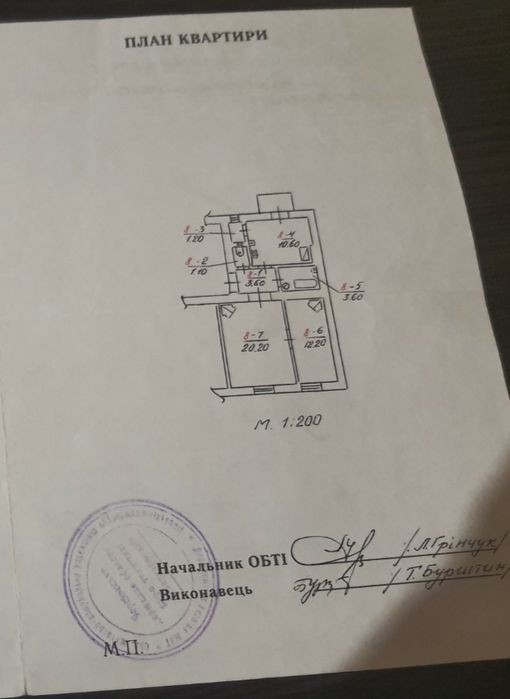 ПЛАН КВАРТИРИ
8-3
1.20
8-4
10.60
8-2
1.10
8-1
3.60
8-5
3.60
8-7
20.20
8-6
12.20
М. 1:200
Начальник ОБТІ /Л.Грінчук/
Виконавець /Т.Бурштин/
М.П.